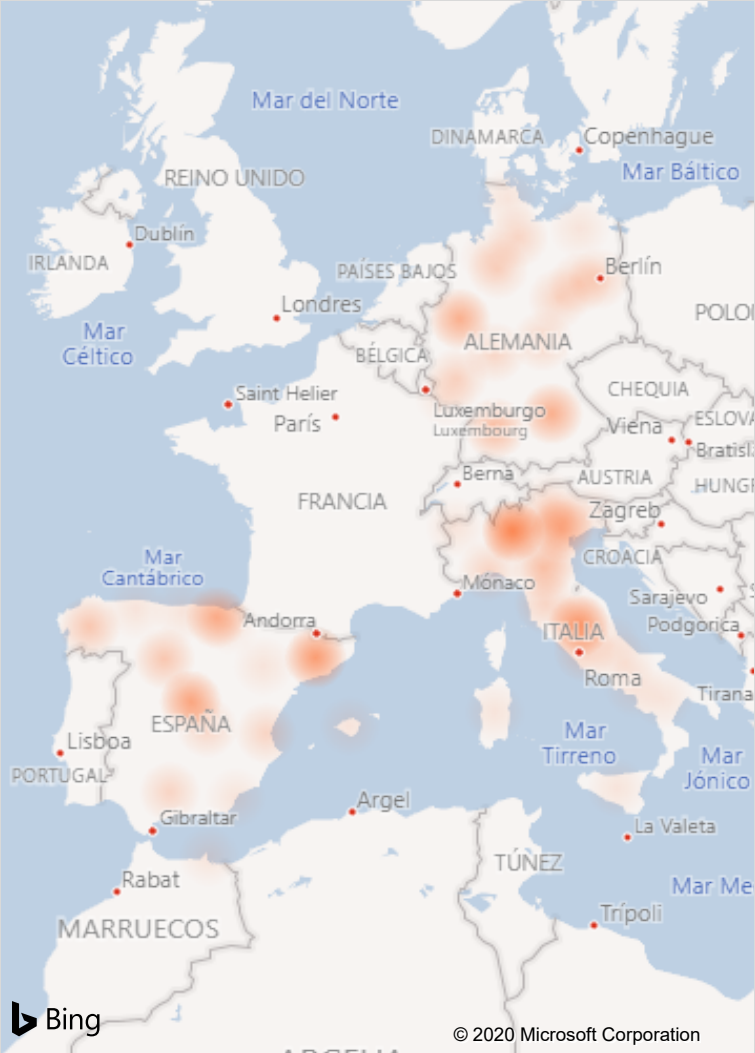 Mar del Norte
DINAMARCA
Copenhague
Mar Báltico
REINO UNIDO
Dublín
IRLANDA
PAÍSES BAJOS
Berlín
Londres
POLO
Mar
Céltico
ALEMANIA
BÉLGICA
CHEQUIA
Saint Helier
París
Luxemburgo
Luxembourg
Viena
ESLOVA
Bratisl
Berna
AUSTRIA
HUNG
FRANCIA
Zagreb
CROACIA
Mar
Cantábrico
Mónaco
Sarajevo
Andorra
ITALIA
Podgorica
Roma
Tirana
ESPAÑA
Lisboa
PORTUGAL
Mar
Tirreno
Mar
Jónico
Gibraltar
Argel
La Valeta
TÚNEZ
Rabat
Mar Me
MARRUECOS
Trípoli
Bing
© 2020 Microsoft Corporation